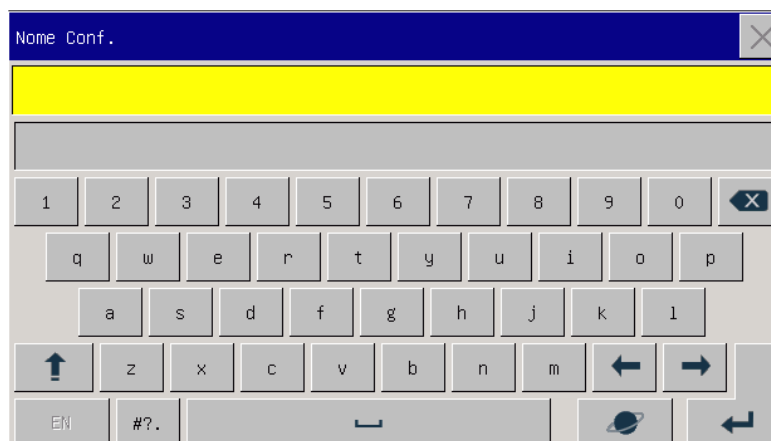 Nome Conf.
1 2 3 4 5 6 7 8 9 0
q w e r t y u i o p
a s d f g h j k l
z x c v b n m
EN #?.